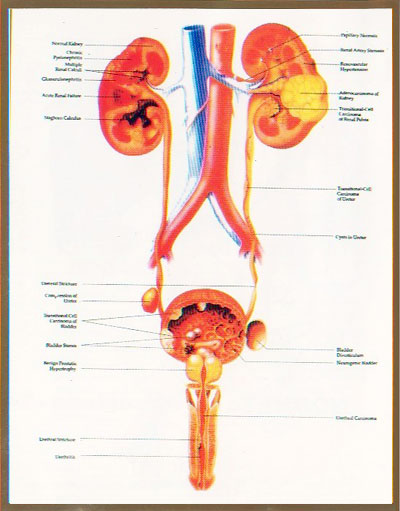 Normal Kidney
Chronic
Pyelonephritis
Multiple
Renal Calculi
Glomerulonephritis
Acute Renal Failure
Staghorn Calculus
Papillary Necrosis
Renal Artery Stenosis
Renovascular
Hypertension
Adenocarcinoma of
Kidney
Transitional-Cell
Carcinoma
of Renal Pelvis
Transitional-Cell
Carcinoma
of Ureter
Cysts in Ureter
Ureteral Stricture
Compression of
Ureter
Transitional-Cell
Carcinoma of
Bladder
Bladder Stones
Benign Prostatic
Hypertrophy
Bladder
Diverticulum
Neurogenic Bladder
Urethral Carcinoma
Urethral Stricture
Urethritis